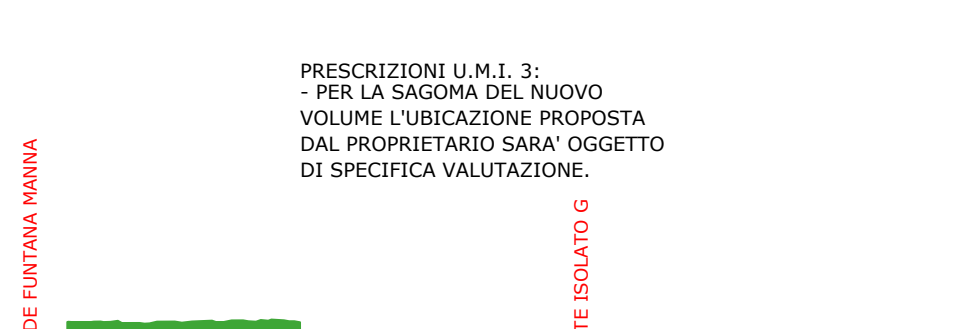 PRESCRIZIONI U.M.I. 3:
- PER LA SAGOMA DEL NUOVO
VOLUME L'UBICAZIONE PROPOSTA
DAL PROPRIETARIO SARA' OGGETTO
DI SPECIFICA VALUTAZIONE.
DE FUNTANA MANNA
TE ISOLATO G